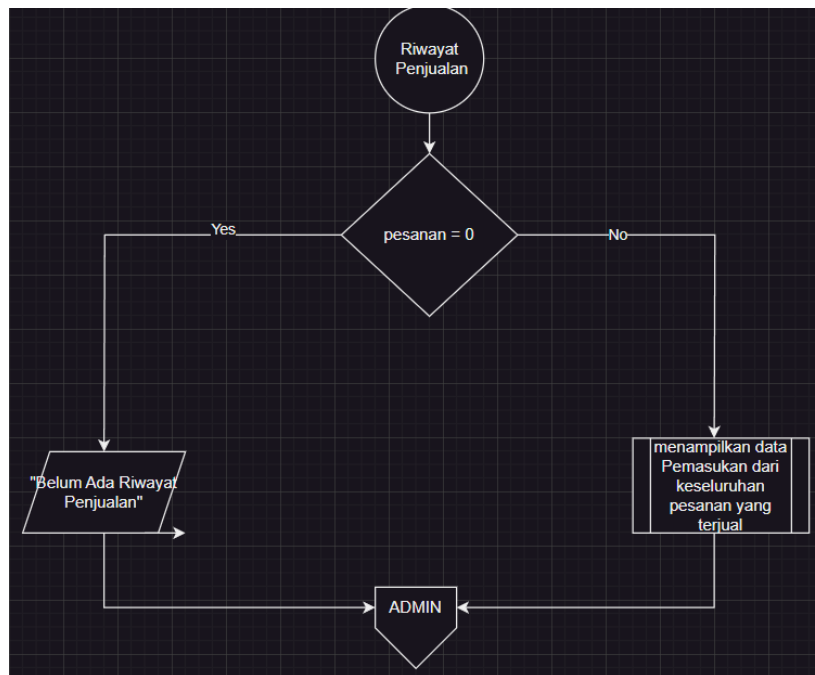 Riwayat
Penjualan
pesanan = 0
Yes
No
"Belum Ada Riwayat
Penjualan"
menampilkan data
Pemasukan dari
keseluruhan
pesanan yang
terjual
ADMIN